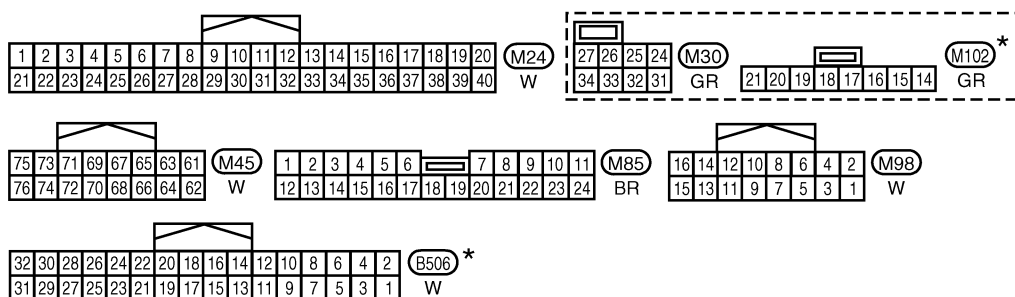 1 2 3 4 5 6 7 8 9 10 11 12 13 14 15 16 17 18 19 20 M24
21 22 23 24 25 26 27 28 29 30 31 32 33 34 35 36 37 38 39 40 W
27 26 25 24 M30
34 33 32 31 GR
M102 *
21 20 19 18 17 16 15 14 GR
75 73 71 69 67 65 63 61 M45
76 74 72 70 68 66 64 62 W
1 2 3 4 5 6 7 8 9 10 11 M85
12 13 14 15 16 17 18 19 20 21 22 23 24 BR
16 14 12 10 8 6 4 2 M98
15 13 11 9 7 5 3 1 W
32 30 28 26 24 22 20 18 16 14 12 10 8 6 4 2 B506 *
31 29 27 25 23 21 19 17 15 13 11 9 7 5 3 1 W